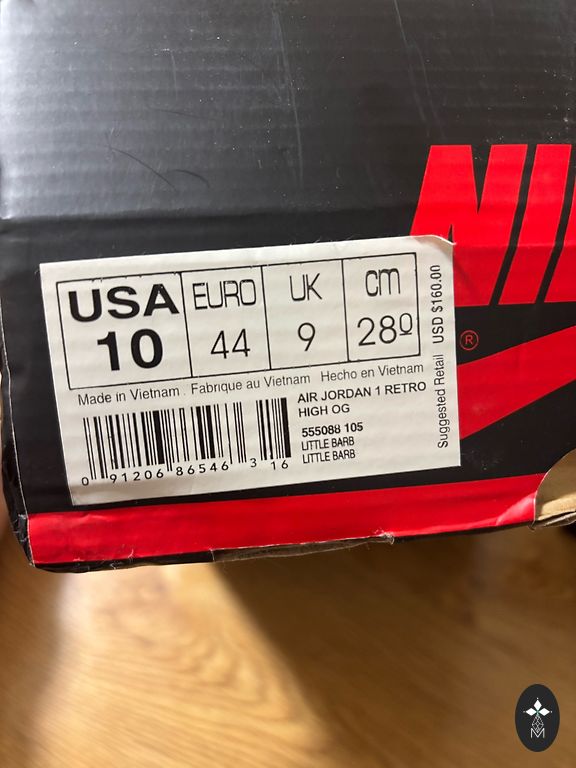 NI
USA EURO UK cm
10 44 9 28º
Made in Vietnam . Fabrique au Vietnam Hecho en Vietnam
AIR JORDAN 1 RETRO
HIGH OG
555088 105
LITTLE BARB
LITTLE BARB
0 91206 86546 3 16
Suggested Retail USD $160.00
®
M